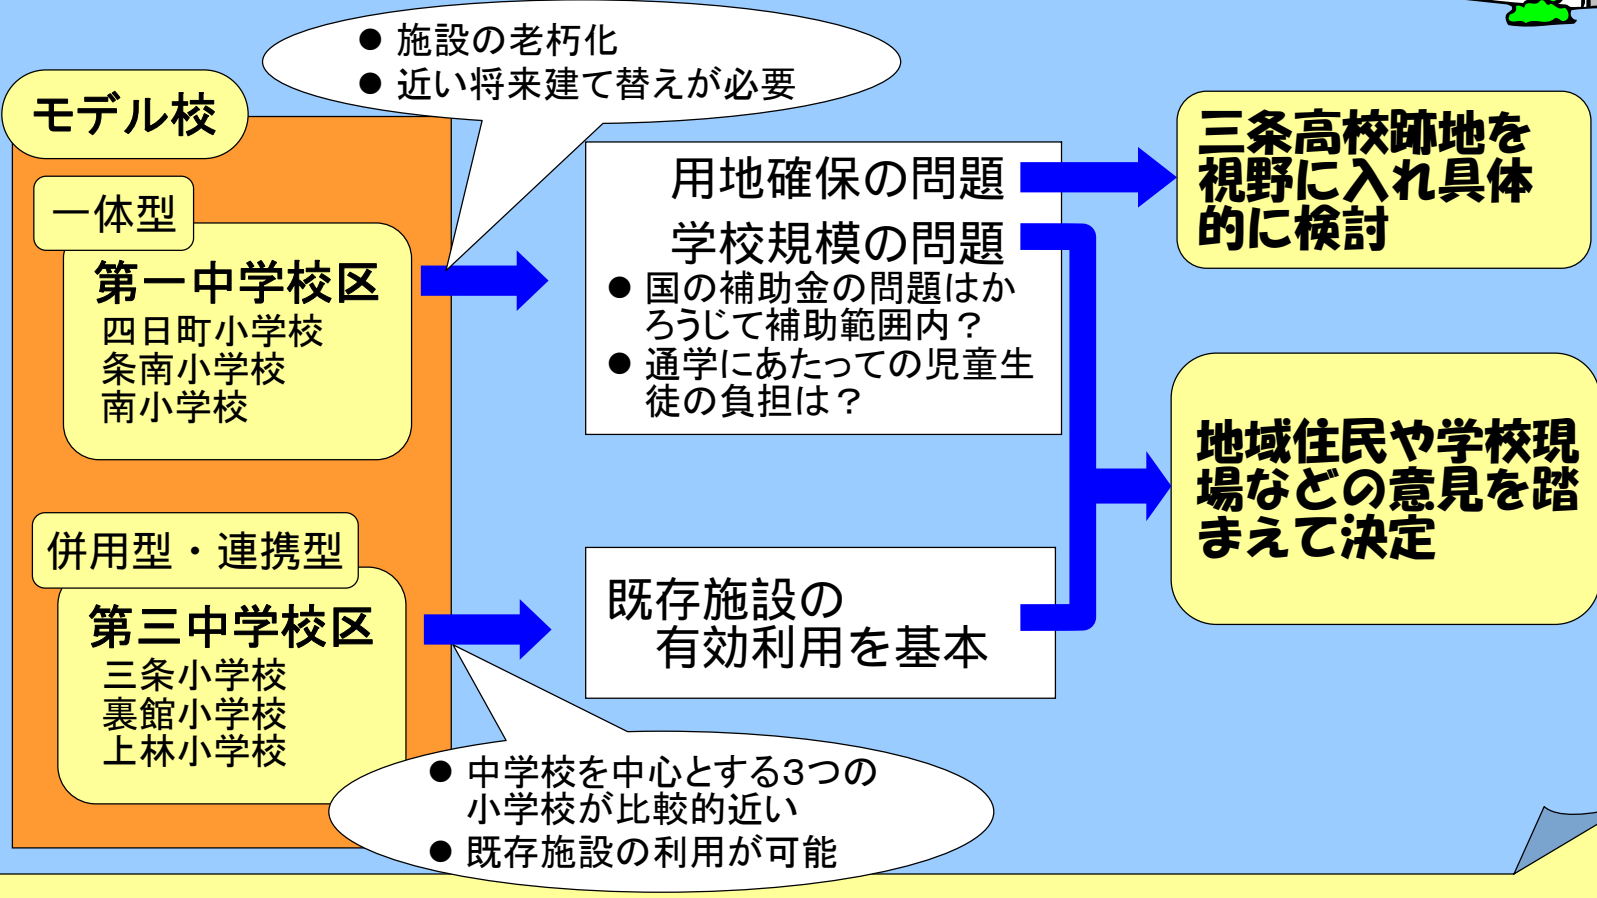 ● 施設の老朽化
● 近い将来建て替えが必要
モデル校
一体型
第一中学校区
四日町小学校
条南小学校
南小学校
用地確保の問題
学校規模の問題
● 国の補助金の問題はか
ろうじて補助範囲内？
● 通学にあたっての児童生
徒の負担は？
三条高校跡地を
視野に入れ具体
的に検討
併用型・連携型
第三中学校区
三条小学校
裏館小学校
上林小学校
既存施設の
有効利用を基本
地域住民や学校現
場などの意見を踏
まえて決定
● 中学校を中心とする３つの
小学校が比較的近い
● 既存施設の利用が可能